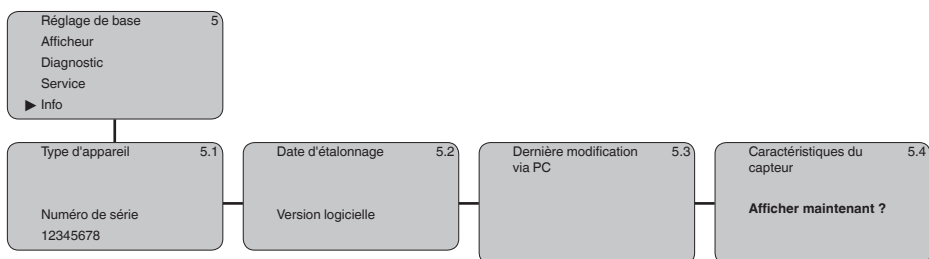 Réglage de base 5
Afficheur
Diagnostic
Service
▶ Info
Type d'appareil 5.1
Numéro de série
12345678
Date d'étalonnage 5.2
Version logicielle
Dernière modification 5.3
via PC
Caractéristiques du 5.4
capteur
Afficher maintenant ?